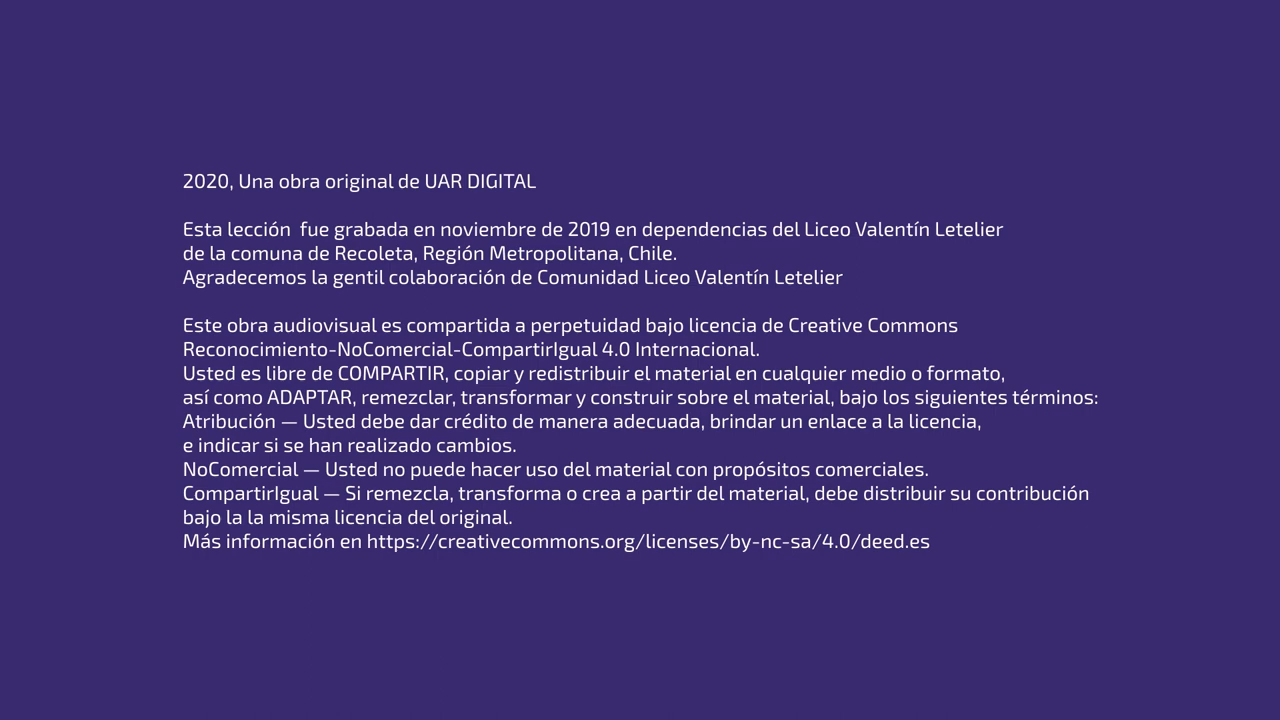 2020, Una obra original de UAR DIGITAL
Esta lección  fue grabada en noviembre de 2019 en dependencias del Liceo Valentín Letelier
de la comuna de Recoleta, Región Metropolitana, Chile.
Agradecemos la gentil colaboración de Comunidad Liceo Valentín Letelier
Este obra audiovisual es compartida a perpetuidad bajo licencia de Creative Commons
Reconocimiento-NoComercial-CompartirIgual 4.0 Internacional.
Usted es libre de COMPARTIR, copiar y redistribuir el material en cualquier medio o formato,
así como ADAPTAR, remezclar, transformar y construir sobre el material, bajo los siguientes términos:
Atribución — Usted debe dar crédito de manera adecuada, brindar un enlace a la licencia,
e indicar si se han realizado cambios.
NoComercial — Usted no puede hacer uso del material con propósitos comerciales.
CompartirIgual — Si remezcla, transforma o crea a partir del material, debe distribuir su contribución
bajo la la misma licencia del original.
Más información en https://creativecommons.org/licenses/by-nc-sa/4.0/deed.es